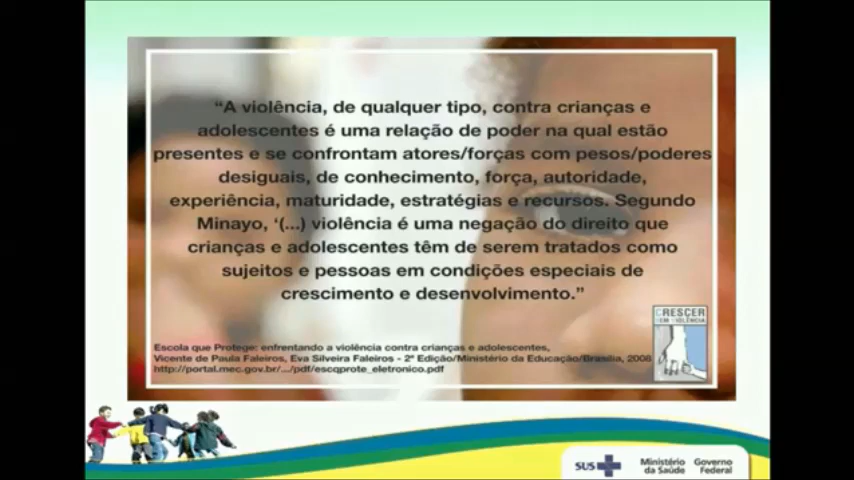 “A violência, de qualquer tipo, contra crianças e
adolescentes é uma relação de poder na qual estão
presentes e se confrontam atores/forças com pesos/poderes
desiguais, de conhecimento, força, autoridade,
experiência, maturidade, estratégias e recursos. Segundo
Minayo, ‘(...) violência é uma negação do direito que
crianças e adolescentes têm de serem tratados como
sujeitos e pessoas em condições especiais de
crescimento e desenvolvimento.”
CRESCER
SEM VIOLÊNCIA
Escola que Protege: enfrentando a violência contra crianças e adolescentes,
Vicente de Paula Faleiros, Eva Silveira Faleiros - 2ª Edição/Ministério da Educação/Brasília, 2008
http://portal.mec.gov.br/.../pdf/escqprote_eletronico.pdf
SUS
Ministério da Saúde
Governo Federal